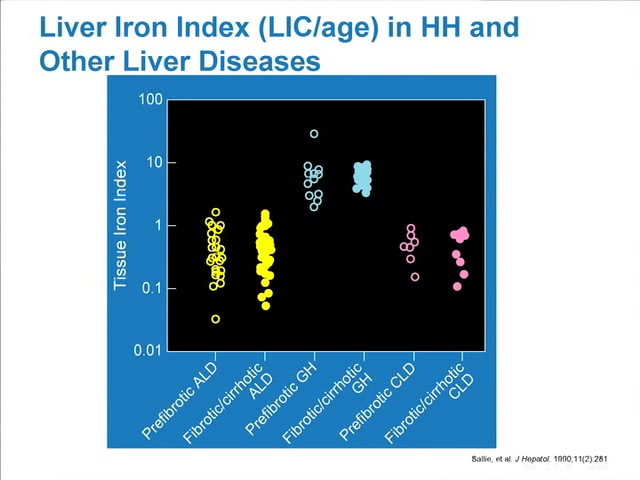 Liver Iron Index (LIC/age) in HH and
Other Liver Diseases
Tissue Iron Index
100
10
1
0.1
0.01
Prefibrotic ALD
Fibrotic/cirrhotic
ALD
Prefibrotic GH
Fibrotic/cirrhotic
GH
Prefibrotic CLD
Fibrotic/cirrhotic
CLD
Sallie, et al. J Hepatol. 1990;11(2):281